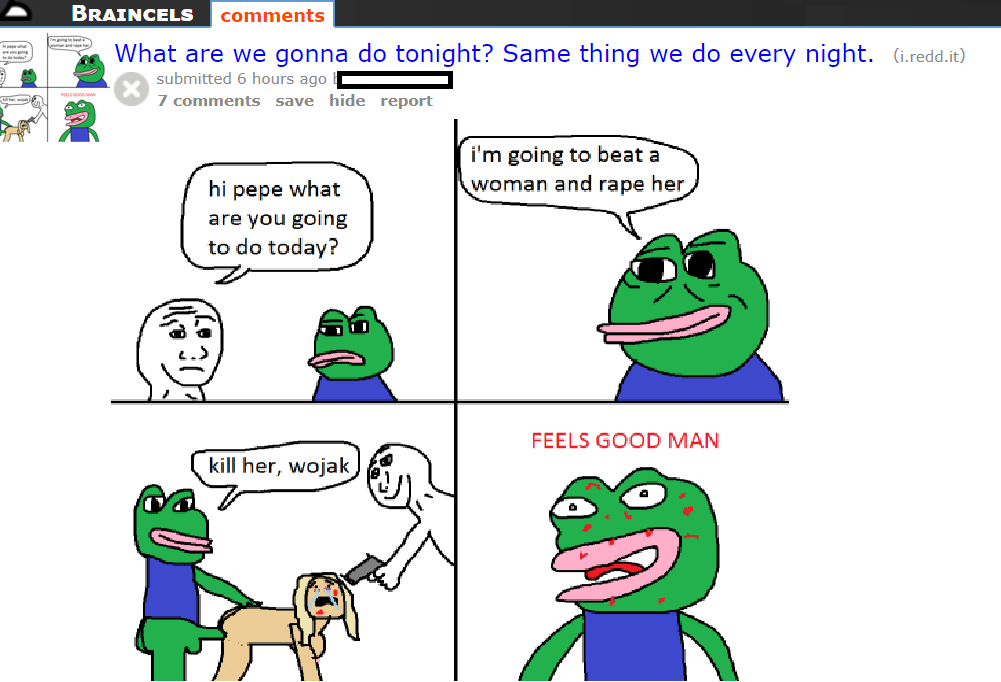 BRAINCELS comments
What are we gonna do tonight? Same thing we do every night. (i.redd.it)
submitted 6 hours ago
7 comments save hide report
hi pepe what
are you going
to do today?
i'm going to beat a
woman and rape her
kill her, wojak
FEELS GOOD MAN